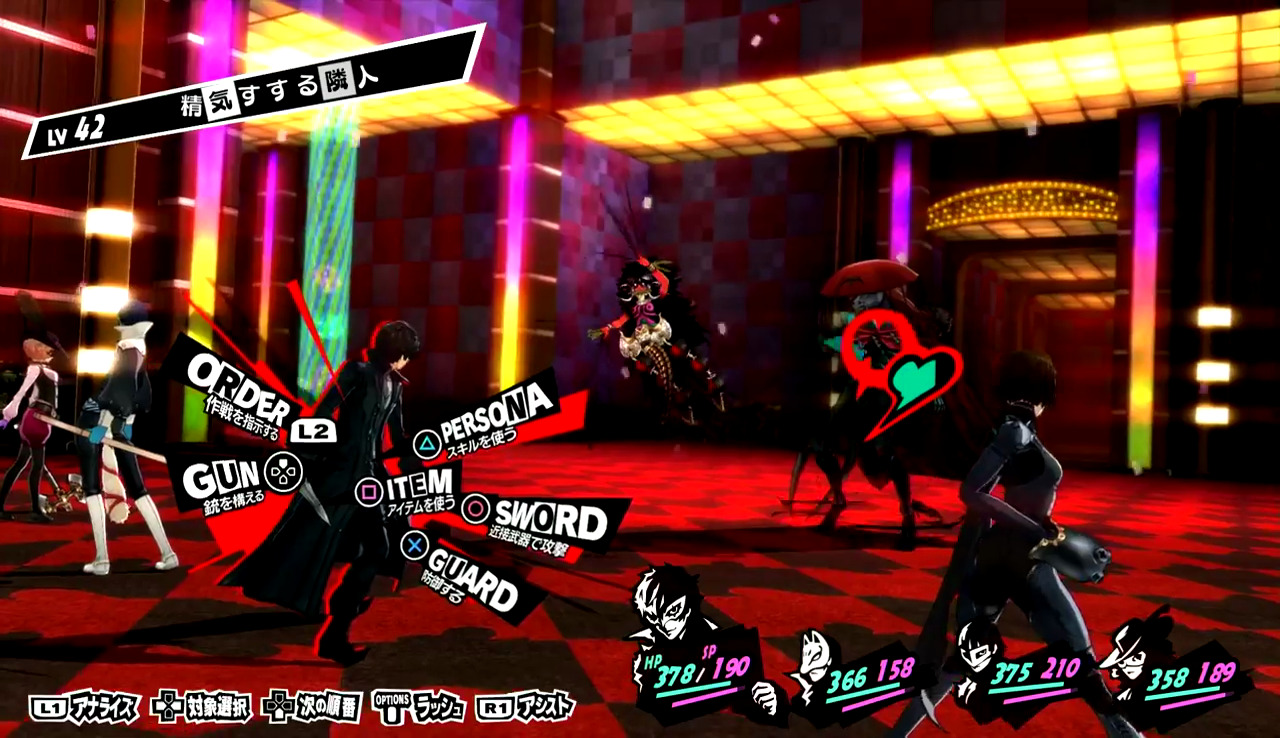 LV 42 精気すする隣人
ORDER
作戦を指示する
L2
PERSONA
スキルを使う
GUN
銃を構える
ITEM
アイテムを使う
SWORD
近接武器で攻撃
GUARD
防御する
HP 378 / SP 190
366 158
375 210
358 189
L1 アナライズ 対象選択 次の順番 OPTIONS ラッシュ R1 アシスト